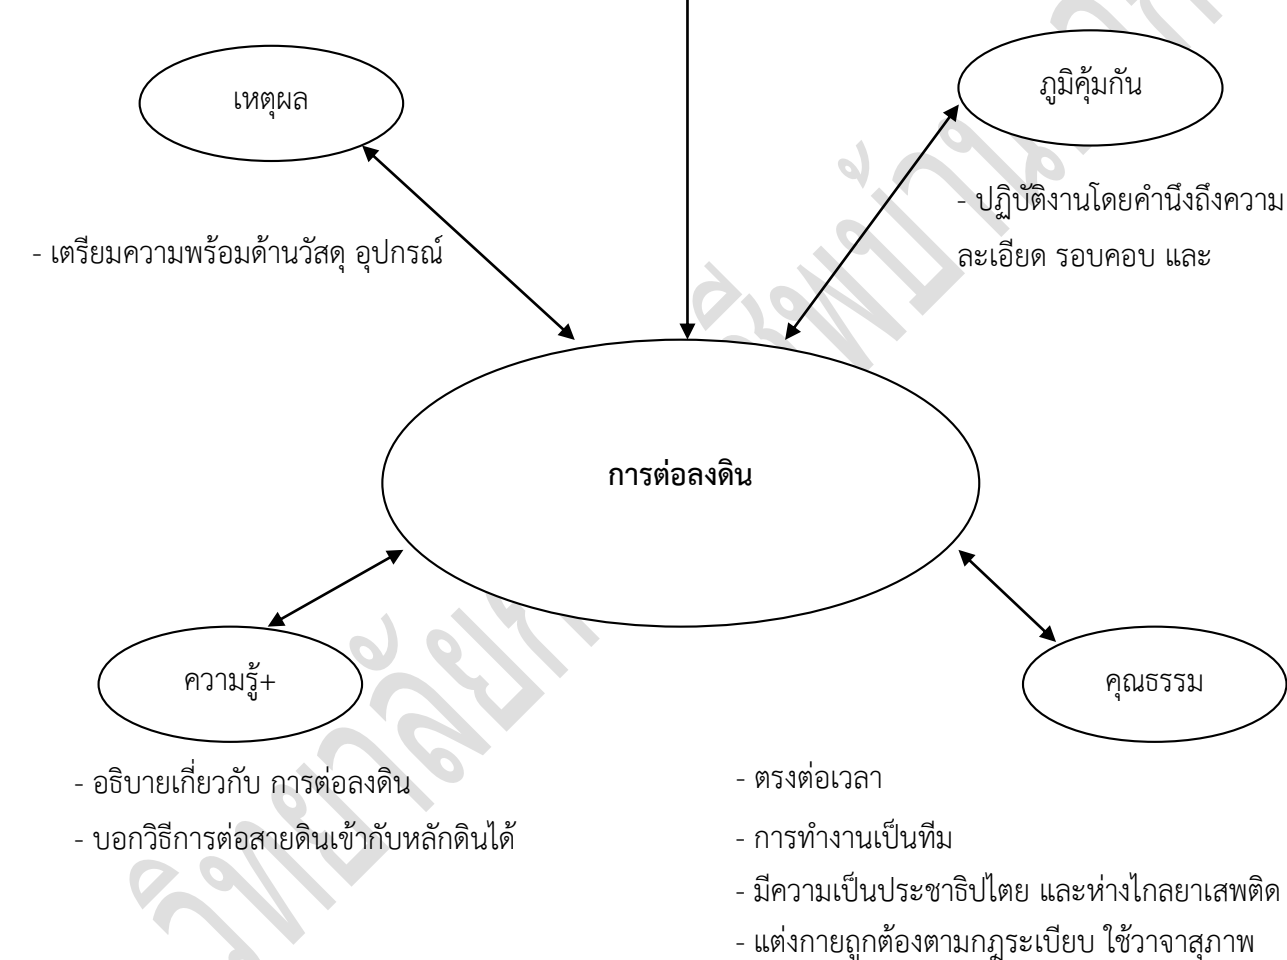 เหตุผล
ภูมิคุ้มกัน
- ปฏิบัติงานโดยคำนึงถึงความ
ละเอียด รอบคอบ และ
- เตรียมความพร้อมด้านวัสดุ อุปกรณ์
การต่อลงดิน
ความรู้+
คุณธรรม
- อธิบายเกี่ยวกับ การต่อลงดิน
- บอกวิธีการต่อสายดินเข้ากับหลักดินได้
- ตรงต่อเวลา
- การทำงานเป็นทีม
- มีความเป็นประชาธิปไตย และห่างไกลยาเสพติด
- แต่งกายถูกต้องตามกฎระเบียบ ใช้วาจาสุภาพ